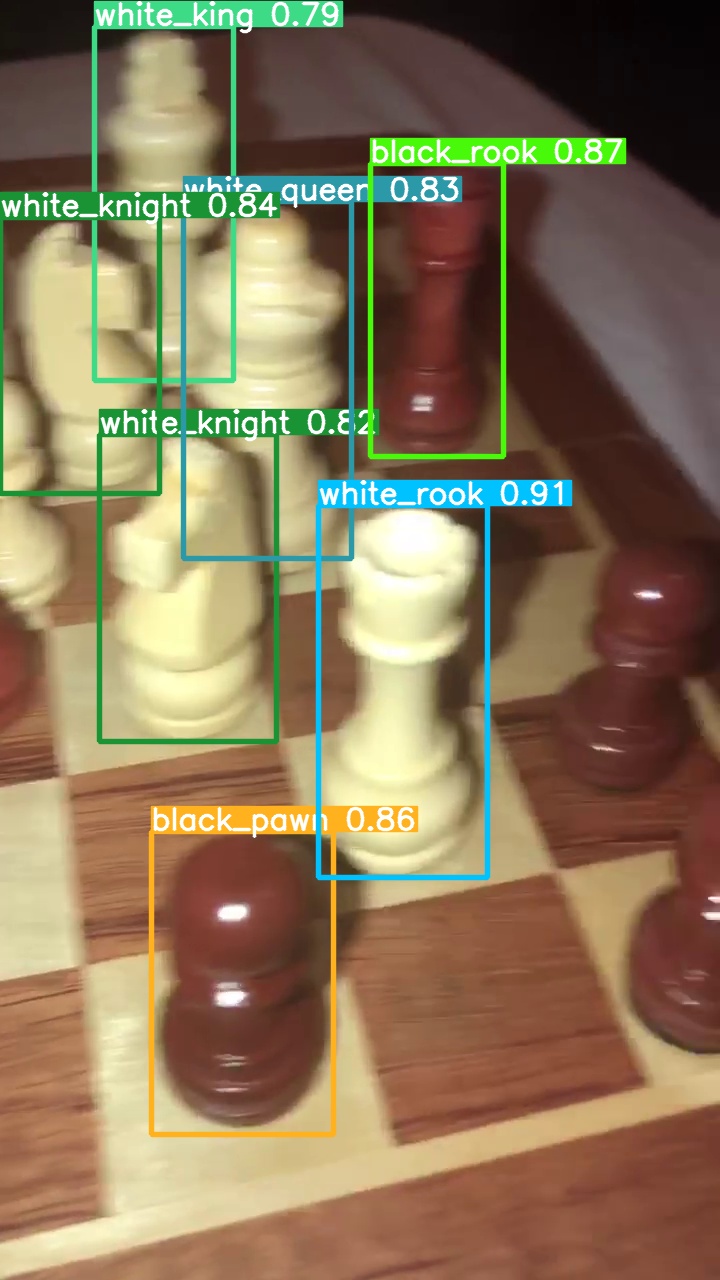 white_king 0.79
black_rook 0.87
white_queen 0.83
white_knight 0.84
white_knight 0.82
white_rook 0.91
black_pawn 0.86